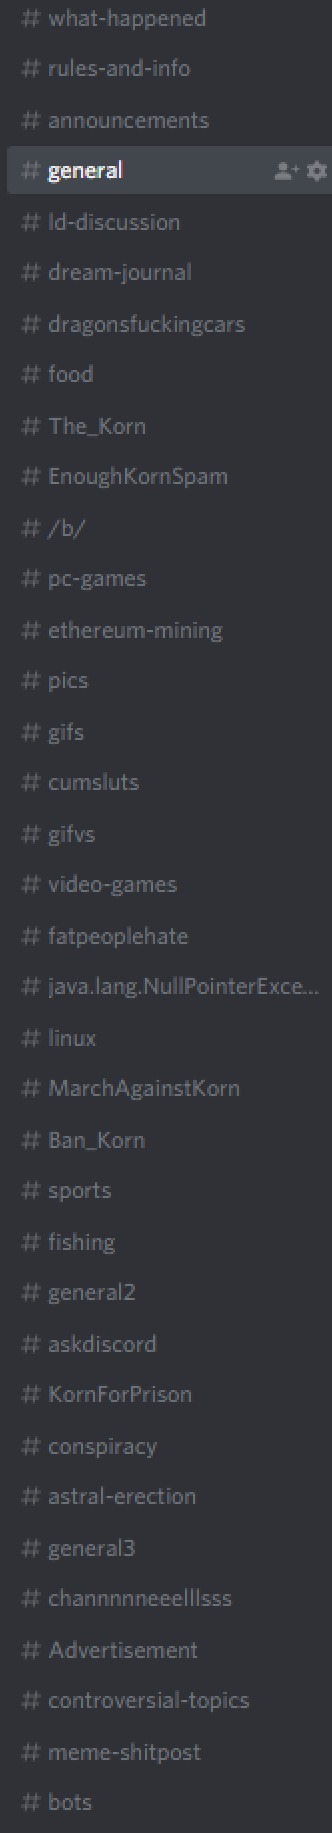 # what-happened
# rules-and-info
# announcements
# general
# ld-discussion
# dream-journal
# dragonsfuckingcars
# food
# The_Korn
# EnoughKornSpam
# /b/
# pc-games
# ethereum-mining
# pics
# gifs
# cumsluts
# gifvs
# video-games
# fatpeoplehate
# java.lang.NullPointerExce...
# linux
# MarchAgainstKorn
# Ban_Korn
# sports
# fishing
# general2
# askdiscord
# KornForPrison
# conspiracy
# astral-erection
# general3
# channnnneeelllsss
# Advertisement
# controversial-topics
# meme-shitpost
# bots